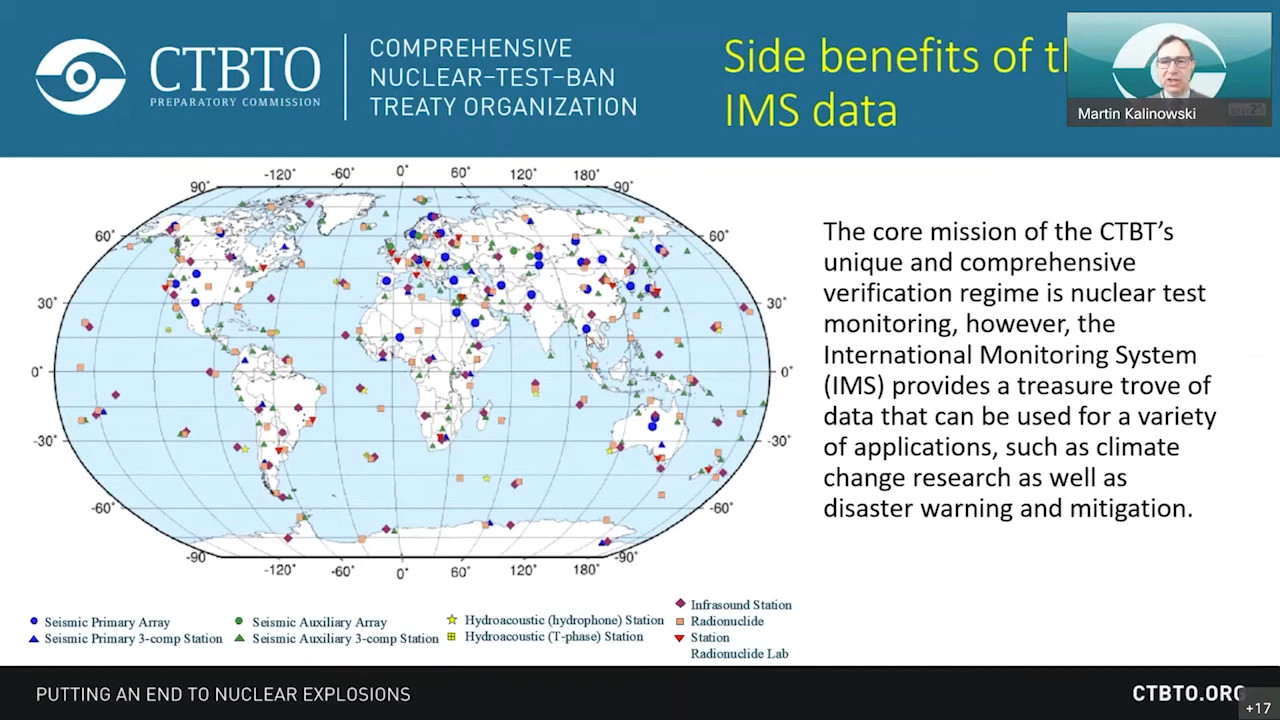 CTBTO
PREPARATORY COMMISSION
COMPREHENSIVE
NUCLEAR-TEST-BAN
TREATY ORGANIZATION
Side benefits of th
IMS data
Martin Kalinowski
-120° -60° 0° 60° 120° 180°
90° 90°
60° 60°
30° 30°
0° 0°
-30° -30°
-60° -60°
-90° -90°
-120° -60° 0° 60° 120° 180°
The core mission of the CTBT’s
unique and comprehensive
verification regime is nuclear test
monitoring, however, the
International Monitoring System
(IMS) provides a treasure trove of
data that can be used for a variety
of applications, such as climate
change research as well as
disaster warning and mitigation.
Seismic Primary Array
Seismic Primary 3-comp Station
Seismic Auxiliary Array
Seismic Auxiliary 3-comp Station
Hydroacoustic (hydrophone) Station
Hydroacoustic (T-phase) Station
Infrasound Station
Radionuclide
Station
Radionuclide Lab
PUTTING AN END TO NUCLEAR EXPLOSIONS
CTBTO.ORG
+17